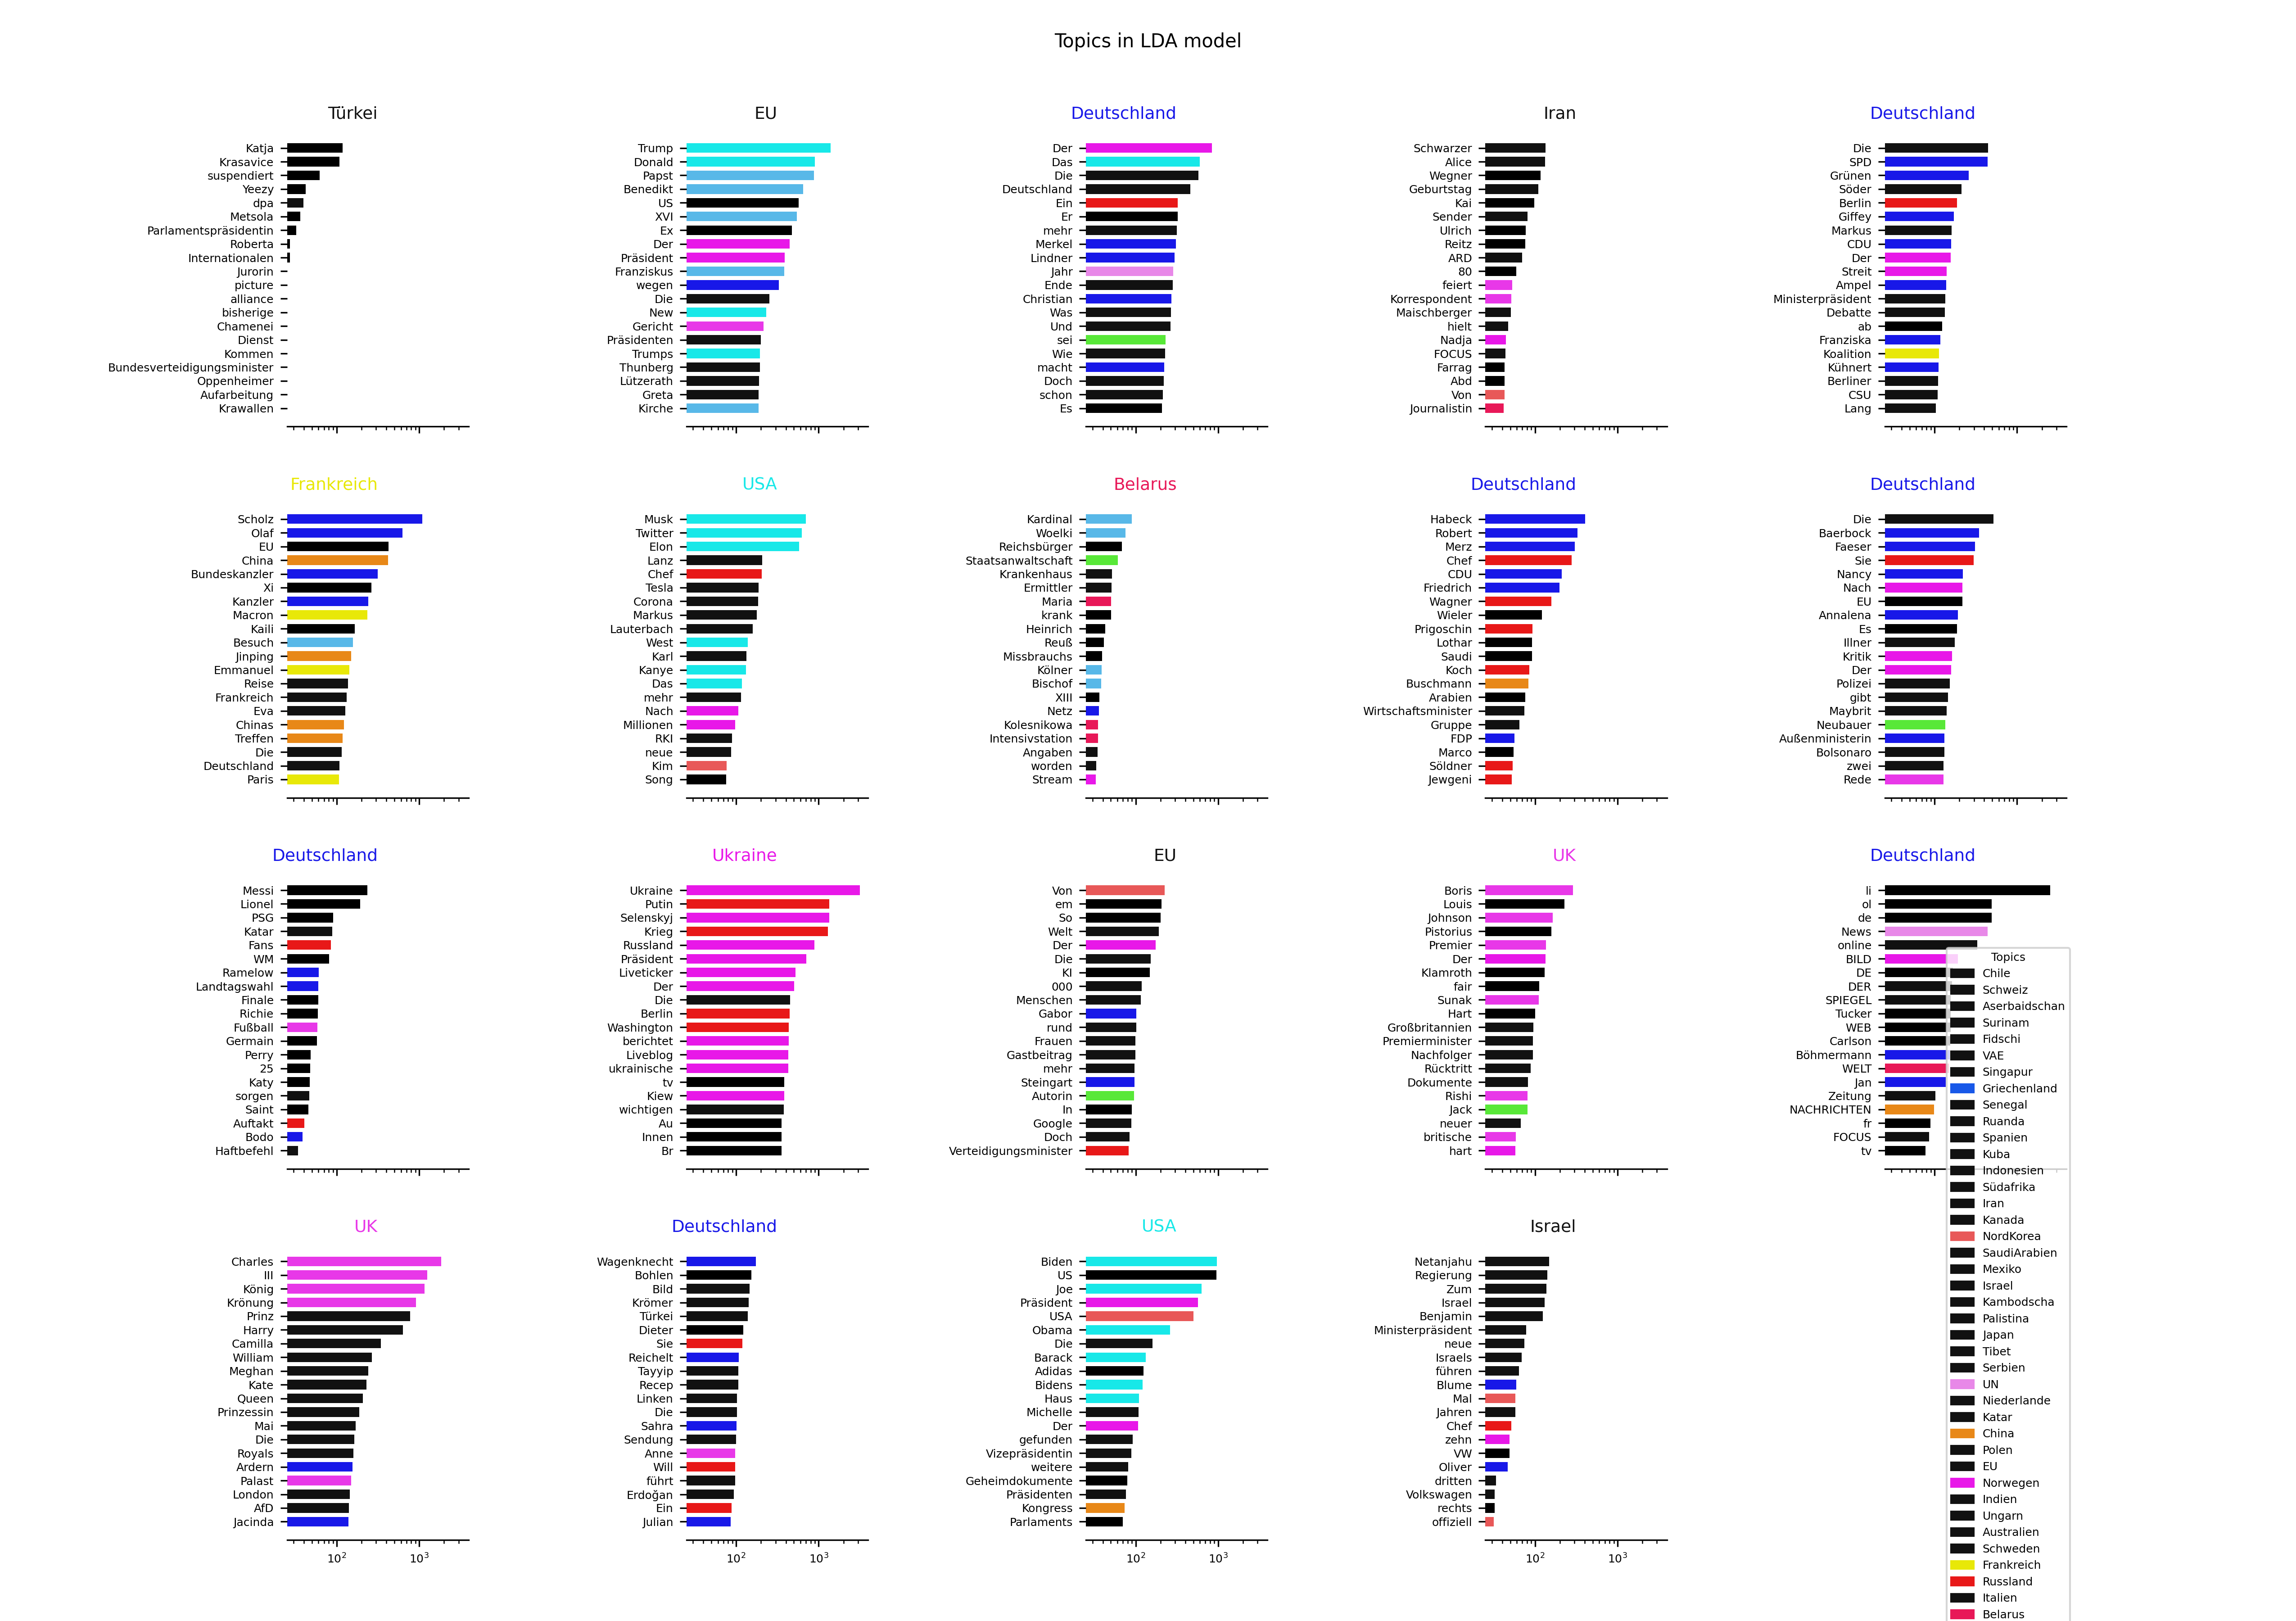 Topics in LDA model
Türkei
Katja
Krasavice
suspendiert
Yeezy
dpa
Metsola
Parlamentspräsidentin
Roberta
Internationalen
Jurorin
picture
alliance
bisherige
Chamenei
Dienst
Kommen
Bundesverteidigungsminister
Oppenheimer
Aufarbeitung
Krawallen
EU
Trump
Donald
Papst
Benedikt
US
XVI
Ex
Der
Präsident
Franziskus
wegen
Die
New
Gericht
Präsidenten
Trumps
Thunberg
Lützerath
Greta
Kirche
Deutschland
Der
Das
Die
Deutschland
Ein
Er
mehr
Merkel
Lindner
Jahr
Ende
Christian
Was
Und
sei
Wie
macht
Doch
schon
Es
Iran
Schwarzer
Alice
Wegner
Geburtstag
Kai
Sender
Ulrich
Reitz
ARD
80
feiert
Korrespondent
Maischberger
hielt
Nadja
FOCUS
Farrag
Abd
Von
Journalistin
Deutschland
Die
SPD
Grünen
Söder
Berlin
Giffey
Markus
CDU
Der
Streit
Ampel
Ministerpräsident
Debatte
ab
Franziska
Koalition
Kühnert
Berliner
CSU
Lang
Frankreich
Scholz
Olaf
EU
China
Bundeskanzler
Xi
Kanzler
Macron
Kaili
Besuch
Jinping
Emmanuel
Reise
Frankreich
Eva
Chinas
Treffen
Die
Deutschland
Paris
USA
Musk
Twitter
Elon
Lanz
Chef
Tesla
Corona
Markus
Lauterbach
West
Karl
Kanye
Das
mehr
Nach
Millionen
RKI
neue
Kim
Song
Belarus
Kardinal
Woelki
Reichsbürger
Staatsanwaltschaft
Krankenhaus
Ermittler
Maria
krank
Heinrich
Reuß
Missbrauchs
Kölner
Bischof
XIII
Netz
Kolesnikowa
Intensivstation
Angaben
worden
Stream
Deutschland
Habeck
Robert
Merz
Chef
CDU
Friedrich
Wagner
Wieler
Prigoschin
Lothar
Saudi
Koch
Buschmann
Arabien
Wirtschaftsminister
Gruppe
FDP
Marco
Söldner
Jewgeni
Deutschland
Die
Baerbock
Faeser
Sie
Nancy
Nach
EU
Annalena
Es
Illner
Kritik
Der
Polizei
gibt
Maybrit
Neubauer
Außenministerin
Bolsonaro
zwei
Rede
Deutschland
Messi
Lionel
PSG
Katar
Fans
WM
Ramelow
Landtagswahl
Finale
Richie
Fußball
Germain
Perry
25
Katy
sorgen
Saint
Auftakt
Bodo
Haftbefehl
Ukraine
Ukraine
Putin
Selenskyj
Krieg
Russland
Präsident
Liveticker
Der
Die
Berlin
Washington
berichtet
Liveblog
ukrainische
tv
Kiew
wichtigen
Au
Innen
Br
EU
Von
em
So
Welt
Der
Die
KI
000
Menschen
Gabor
rund
Frauen
Gastbeitrag
mehr
Steingart
Autorin
In
Google
Doch
Verteidigungsminister
UK
Boris
Louis
Johnson
Pistorius
Premier
Der
Klamroth
fair
Sunak
Hart
Großbritannien
Premierminister
Nachfolger
Rücktritt
Dokumente
Rishi
Jack
neuer
britische
hart
Deutschland
li
ol
de
News
online
BILD
DE
DER
SPIEGEL
Tucker
WEB
Carlson
Böhmermann
WELT
Jan
Zeitung
NACHRICHTEN
fr
FOCUS
tv
UK
Charles
III
König
Krönung
Prinz
Harry
Camilla
William
Meghan
Kate
Queen
Prinzessin
Mai
Die
Royals
Ardern
Palast
London
AfD
Jacinda
10²
10³
Deutschland
Wagenknecht
Bohlen
Bild
Krömer
Türkei
Dieter
Sie
Reichelt
Tayyip
Recep
Linken
Die
Sahra
Sendung
Anne
Will
führt
Erdoğan
Ein
Julian
10²
10³
USA
Biden
US
Joe
Präsident
USA
Obama
Die
Barack
Adidas
Bidens
Haus
Michelle
Der
gefunden
Vizepräsidentin
weitere
Geheimdokumente
Präsidenten
Kongress
Parlaments
10²
10³
Israel
Netanjahu
Regierung
Zum
Israel
Benjamin
Ministerpräsident
neue
Israels
führen
Blume
Mal
Jahren
Chef
zehn
VW
Oliver
dritten
Volkswagen
rechts
offiziell
10²
10³
Topics
Chile
Schweiz
Aserbaidschan
Surinam
Fidschi
VAE
Singapur
Griechenland
Senegal
Ruanda
Spanien
Kuba
Indonesien
Südafrika
Iran
Kanada
NordKorea
SaudiArabien
Mexiko
Israel
Kambodscha
Palistina
Japan
Tibet
Serbien
UN
Niederlande
Katar
China
Polen
EU
Norwegen
Indien
Ungarn
Australien
Schweden
Frankreich
Russland
Italien
Belarus